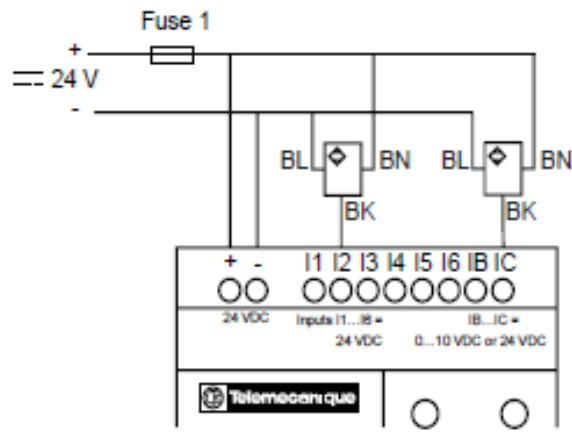 Fuse 1
+
24 V
-
BL BN BL BN
BK BK
+ - I1 I2 I3 I4 I5 I6 IB IC
24 VDC Inputs I1...I6 = IB...IC =
24 VDC 0...10 VDC or 24 VDC
Telemecanique